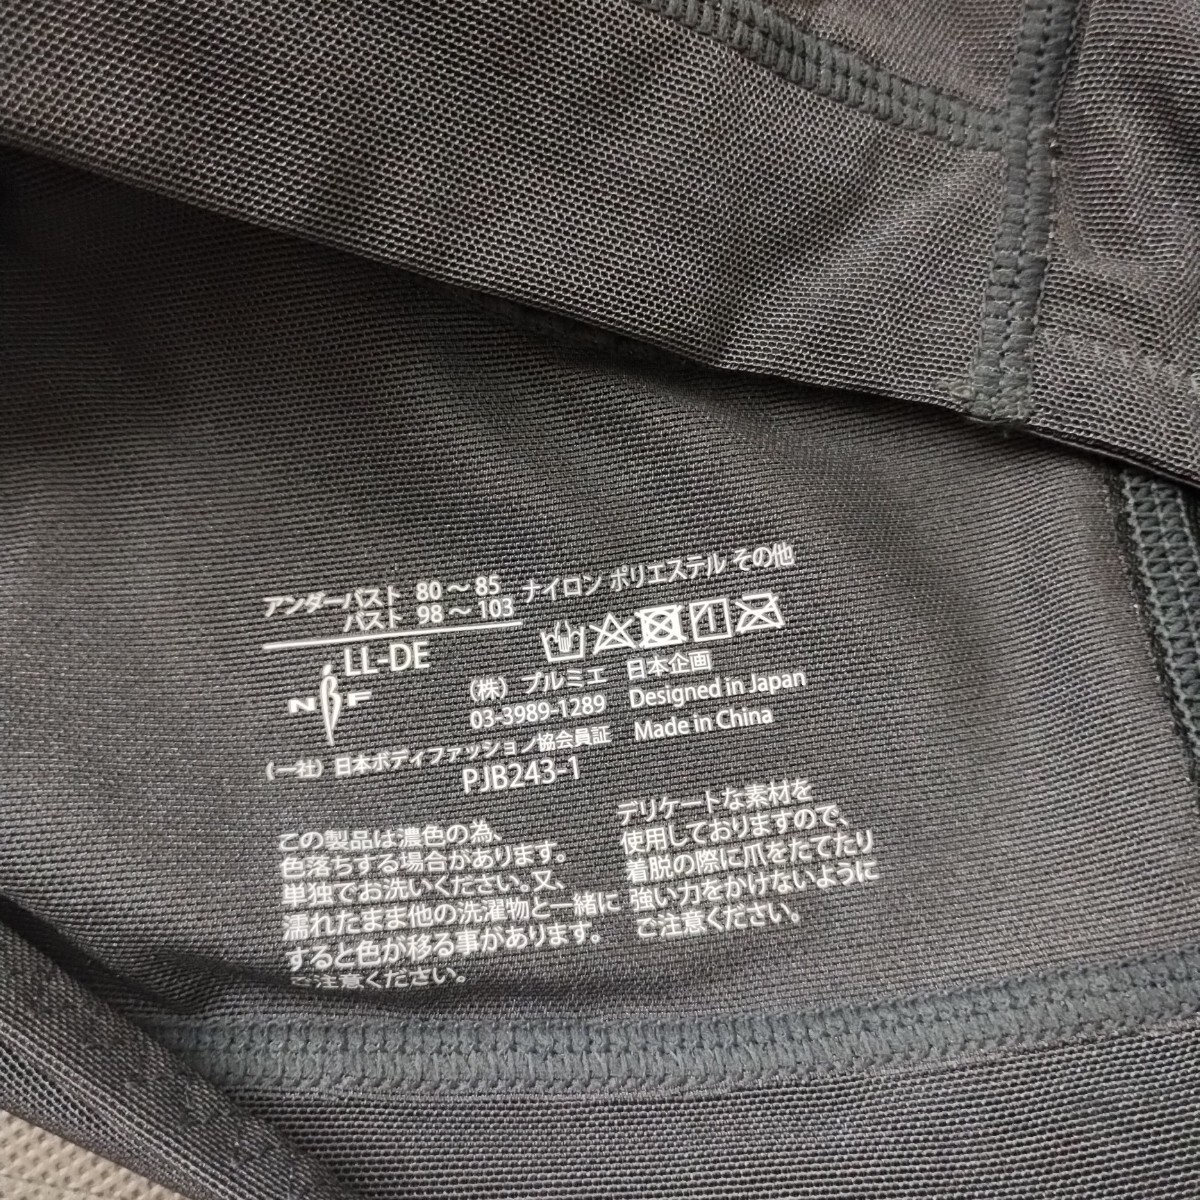 アンダーバスト 80～85
バスト 98～103
LL-DE
NBF
(一社) 日本ボディファッション協会会員証
ナイロン ポリエステル その他
(株) プルミエ
03-3989-1289
日本企画
Designed in Japan
Made in China
PJB243-1
この製品は濃色の為、
色落ちする場合があります。
単独でお洗いください。又、
濡れたまま他の洗濯物と一緒に
すると色が移る事があります。
ご注意ください。
デリケートな素材を
使用しておりますので、
着脱の際に爪をたてたり
強い力をかけないように
ご注意ください。